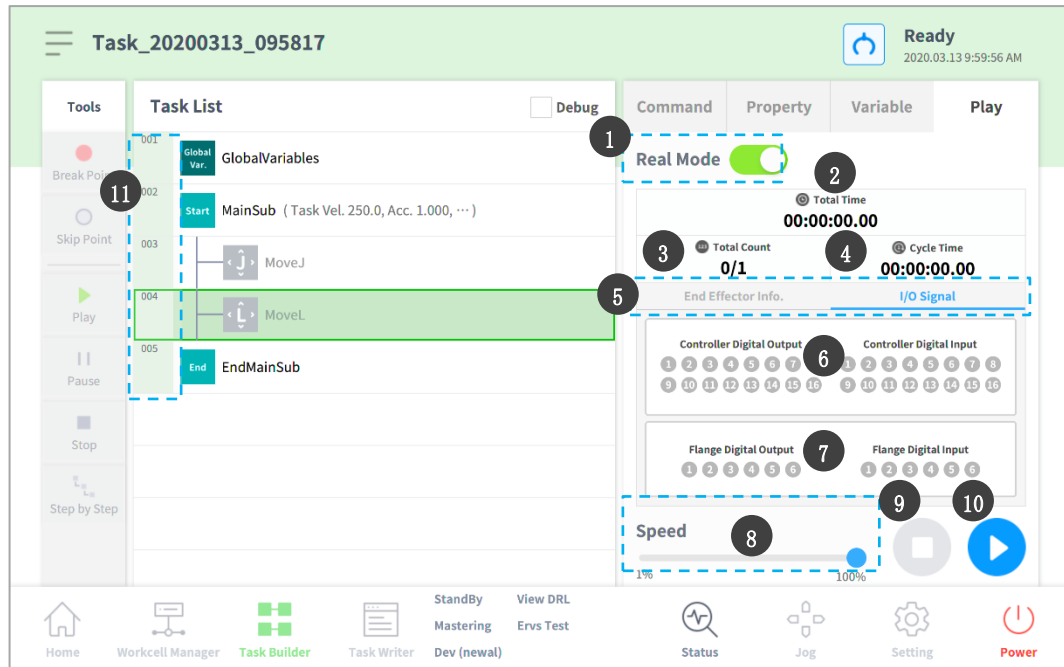 Task_20200313_095817
Ready
2020.03.13 9:59:56 AM
Tools
Task List
Debug
Command
Property
Variable
Play
Break Point
Skip Point
Play
Pause
Stop
Step by Step
11
001
Global Var.
GlobalVariables
002
Start
MainSub ( Task Vel. 250.0, Acc. 1.000, ··· )
003
J
MoveJ
004
L
MoveL
005
End
EndMainSub
1
Real Mode
2
Total Time
00:00:00.00
3
Total Count
0/1
4
Cycle Time
00:00:00.00
5
End Effector Info.
I/O Signal
Controller Digital Output
1 2 3 4 5 6 7
9 10 11 12 13 14 15 16
6
Controller Digital Input
1 2 3 4 5 6 7 8
9 10 11 12 13 14 15 16
Flange Digital Output
1 2 3 4 5 6
7
Flange Digital Input
1 2 3 4 5 6
Speed
8
1%
100%
9
10
Home
Workcell Manager
Task Builder
Task Writer
StandBy
View DRL
Mastering
Ervs Test
Dev (newal)
Status
Jog
Setting
Power